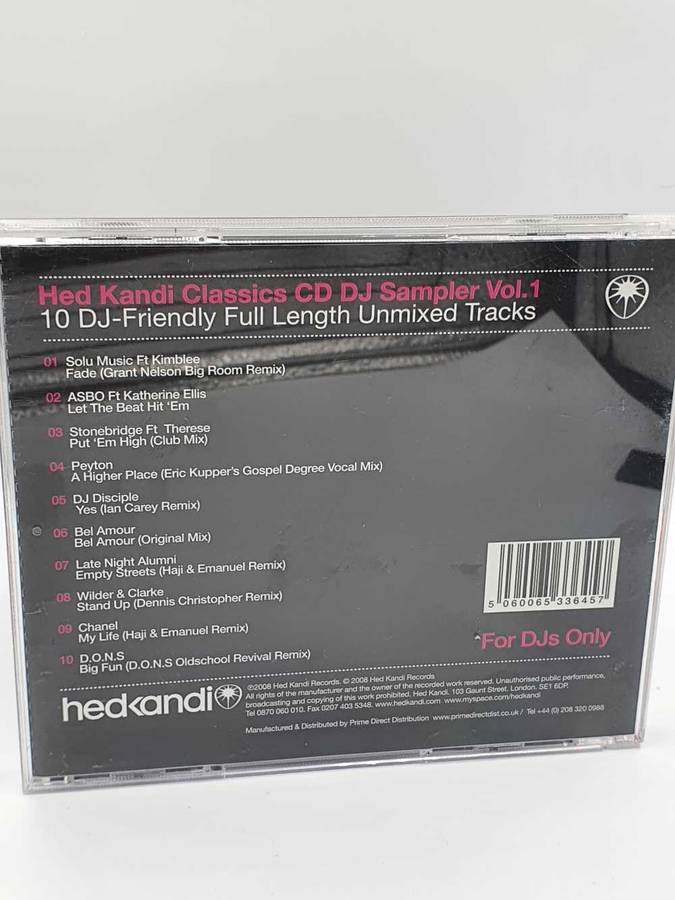 Hed Kandi Classics CD DJ Sampler Vol.1
10 DJ-Friendly Full Length Unmixed Tracks
01 Solu Music Ft Kimblee
Fade (Grant Nelson Big Room Remix)
02 ASBO Ft Katherine Ellis
Let The Beat Hit 'Em
03 Stonebridge Ft Therese
Put 'Em High (Club Mix)
04 Peyton
A Higher Place (Eric Kupper's Gospel Degree Vocal Mix)
05 DJ Disciple
Yes (Ian Carey Remix)
06 Bel Amour
Bel Amour (Original Mix)
07 Late Night Alumni
Empty Streets (Haji & Emanuel Remix)
08 Wilder & Clarke
Stand Up (Dennis Christopher Remix)
09 Chanel
My Life (Haji & Emanuel Remix)
10 D.O.N.S
Big Fun (D.O.N.S Oldschool Revival Remix)
5 060065 336457
*For DJs Only
hedkandi
℗2008 Hed Kandi Records. © 2008 Hed Kandi Records
All rights of the manufacturer and the owner of the recorded work reserved. Unauthorised public performance,
broadcasting and copying of this work prohibited. Hed Kandi. 103 Gaunt Street, London. SE1 6DP.
Tel 0870 060 010. Fax 0207 403 5348. www.hedkandi.com www.myspace.com/hedkandi
Manufactured & Distributed by Prime Direct Distribution www.primedirectdist.co.uk / Tel +44 (0) 208 320 0988